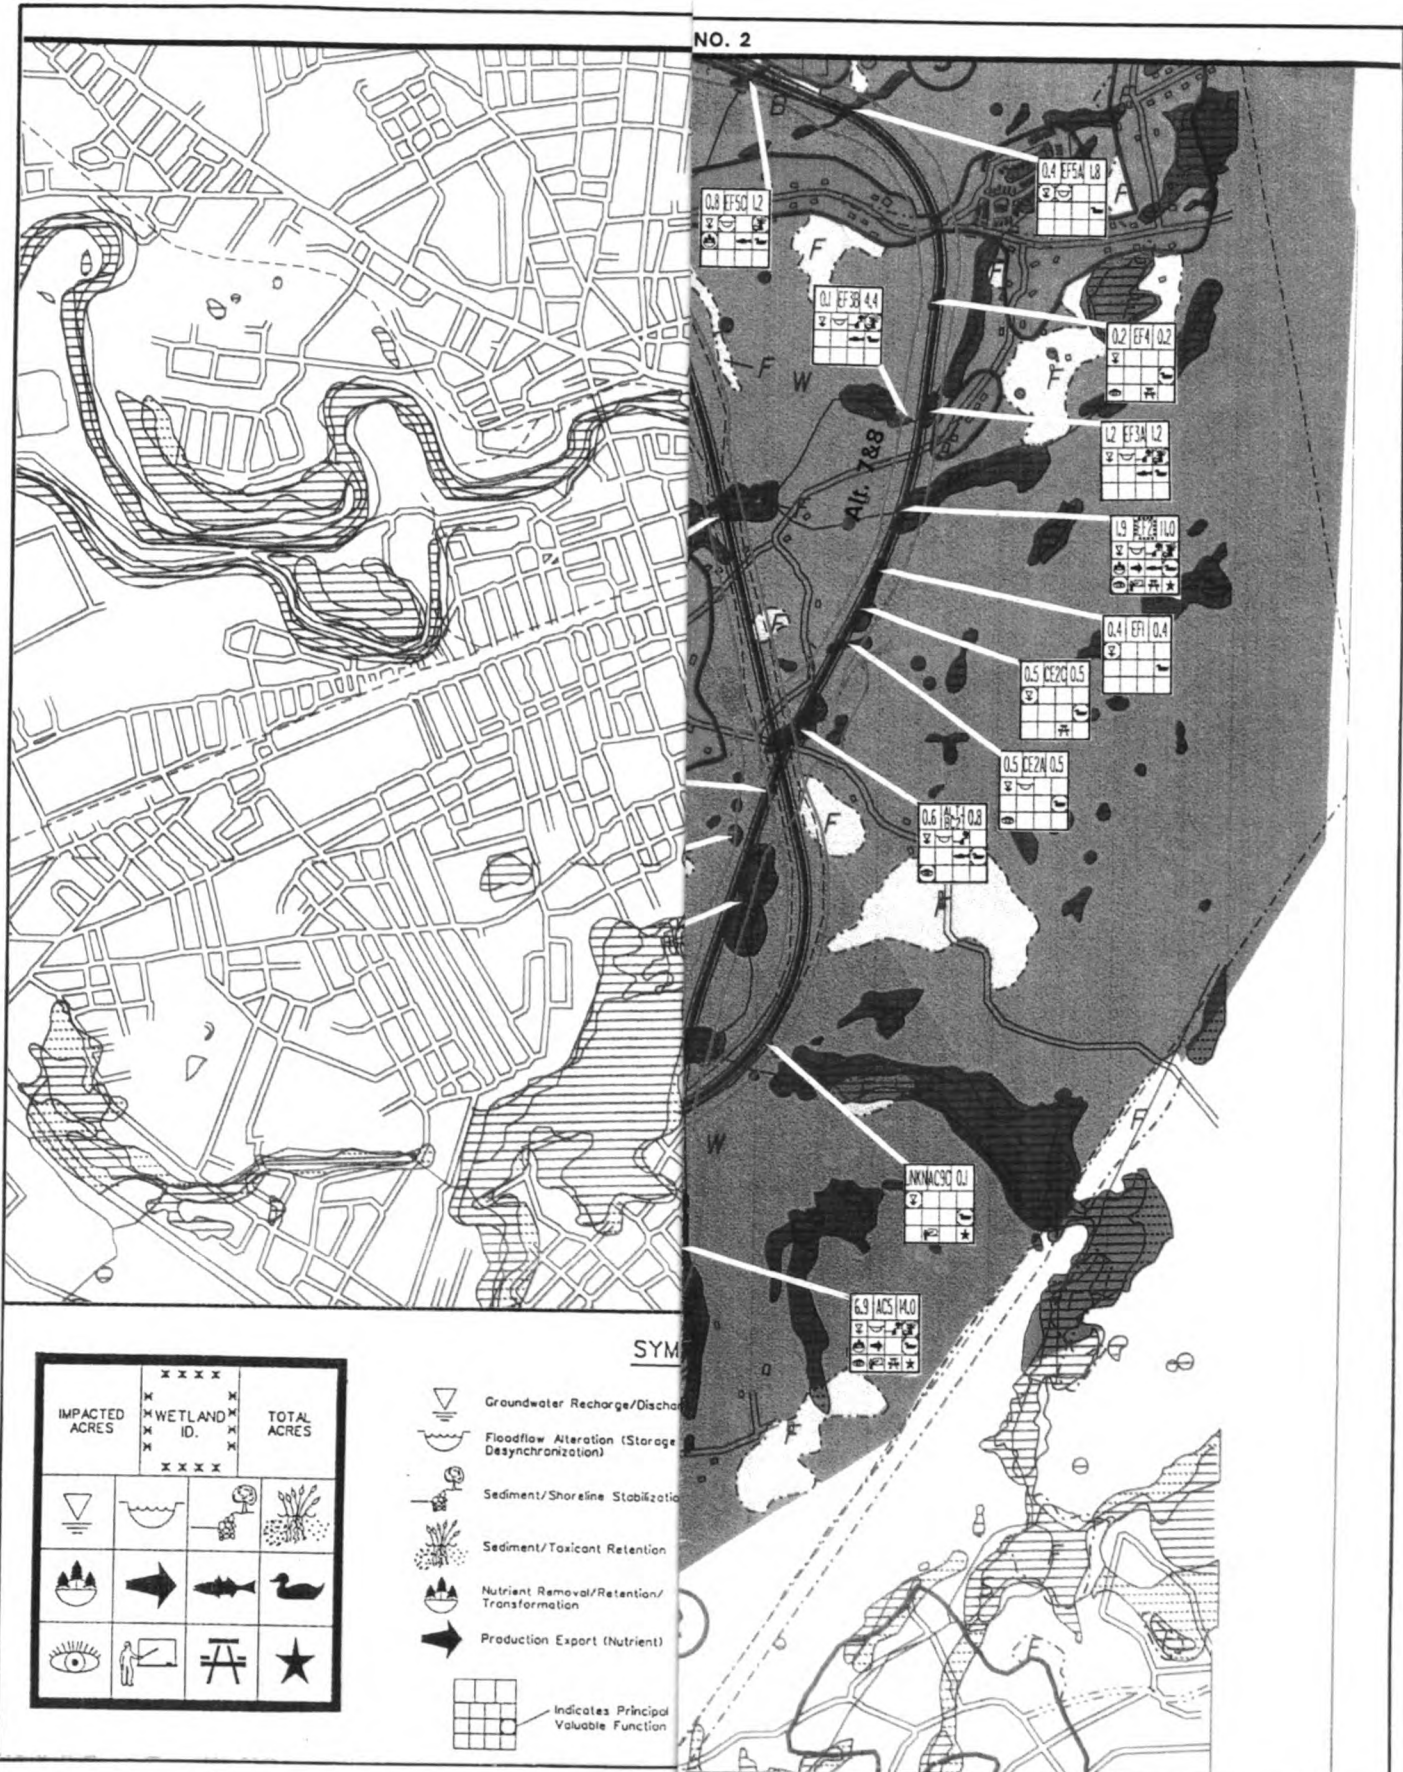 NO. 2
B
0.4 EF5A 1.8
F
0.8 EF5C 1.2
F
F
0.1 EF3B 4.4
0.2 EF4 0.2
F
F
W
1.2 EF3A 1.2
Alt. 7&8
1.9 EF2 11.0
0.4 EF1 0.4
F
0.5 CE2C 0.5
0.5 CE2A 0.5
0.6 0.8
F
A
F
W
AC9C 0.1
6.9 AC5 14.0
F
SYM
IMPACTED
ACRES
WETLAND
ID.
TOTAL
ACRES
Groundwater Recharge/Dischar
Floodflow Alteration (Storage
Desynchronization)
Sediment/Shoreline Stabilizatio
Sediment/Toxicant Retention
Nutrient Removal/Retention/
Transformation
Production Export (Nutrient)
Indicates Principal
Valuable Function
F
S
F